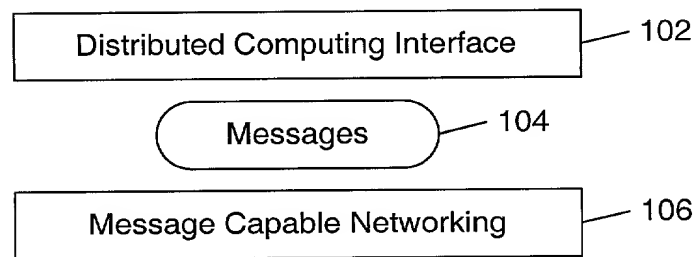 Distributed Computing Interface 102
Messages 104
Message Capable Networking 106